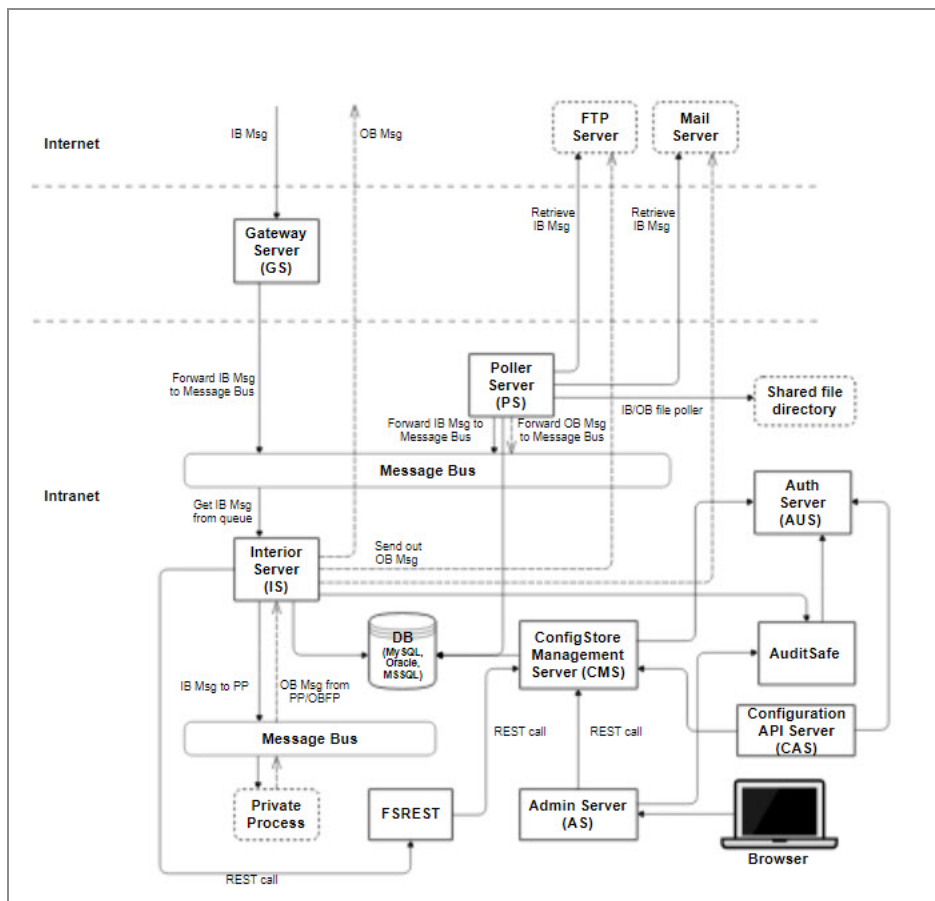 IB Msg
OB Msg
FTP
Server
Mail
Server
Internet
Retrieve
IB Msg
Retrieve
IB Msg
Gateway
Server
(GS)
Forward IB Msg
to Message Bus
Poller
Server
(PS)
Shared file
directory
IB/OB file poller
Forward IB Msg to
Message Bus
Forward OB Msg
to Message Bus
Message Bus
Intranet
Get IB Msg
from queue
Auth
Server
(AUS)
Interior
Server
(IS)
Send out
OB Msg
DB
(MySQL,
Oracle,
MSSQL)
ConfigStore
Management
Server (CMS)
AuditSafe
IB Msg to PP
OB Msg from
PP/OBFP
Configuration
API Server
(CAS)
REST call
REST call
Message Bus
Private
Process
FSREST
Admin Server
(AS)
Browser
REST call